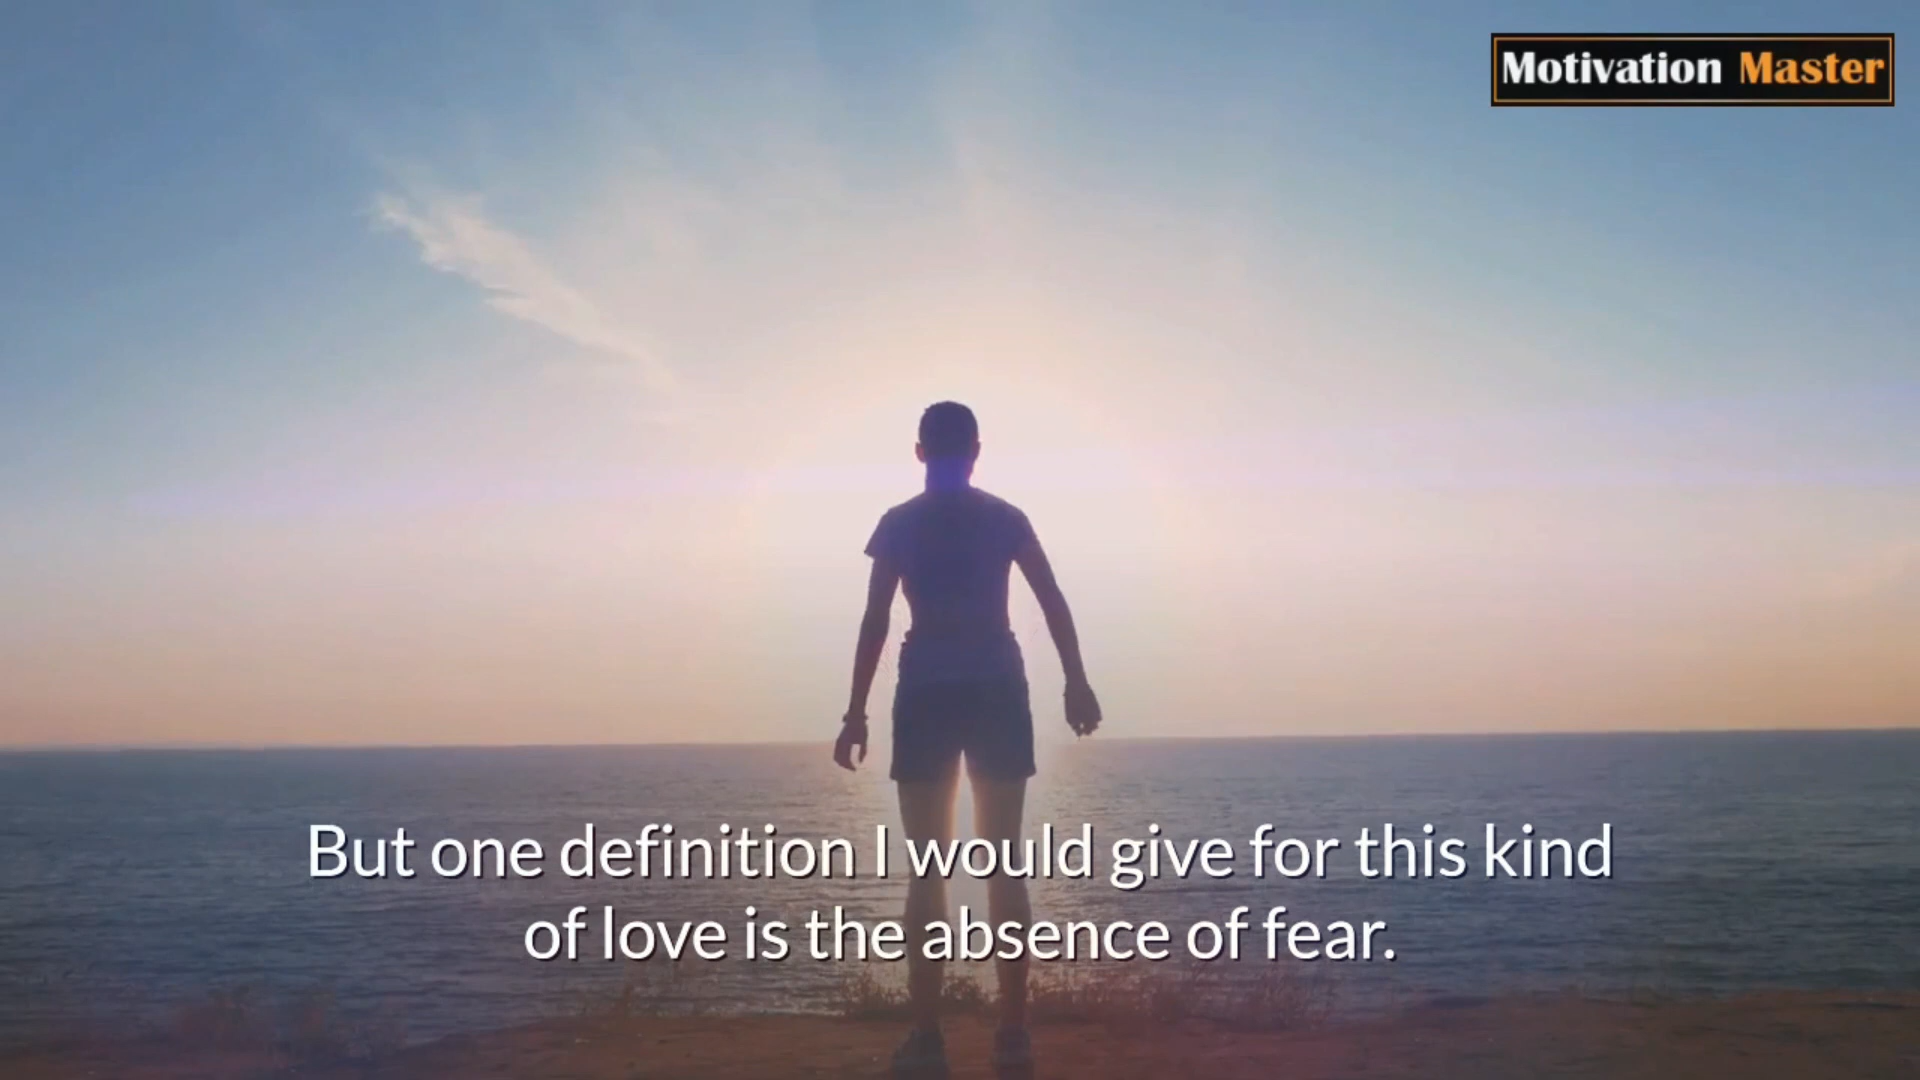 Motivation Master
But one definition I would give for this kind
of love is the absence of fear.